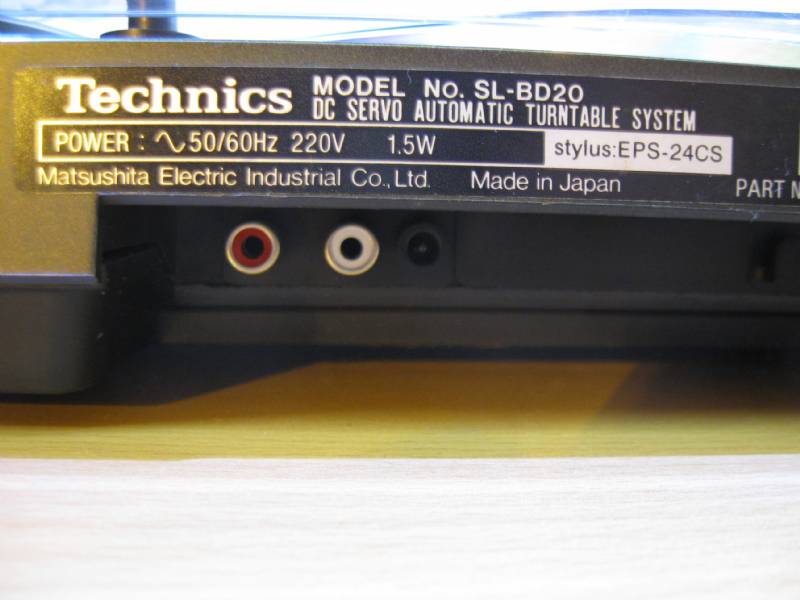 Technics MODEL No. SL-BD20
DC SERVO AUTOMATIC TURNTABLE SYSTEM
POWER : ∿50/60Hz 220V 1.5W stylus:EPS-24CS
Matsushita Electric Industrial Co., Ltd. Made in Japan PART